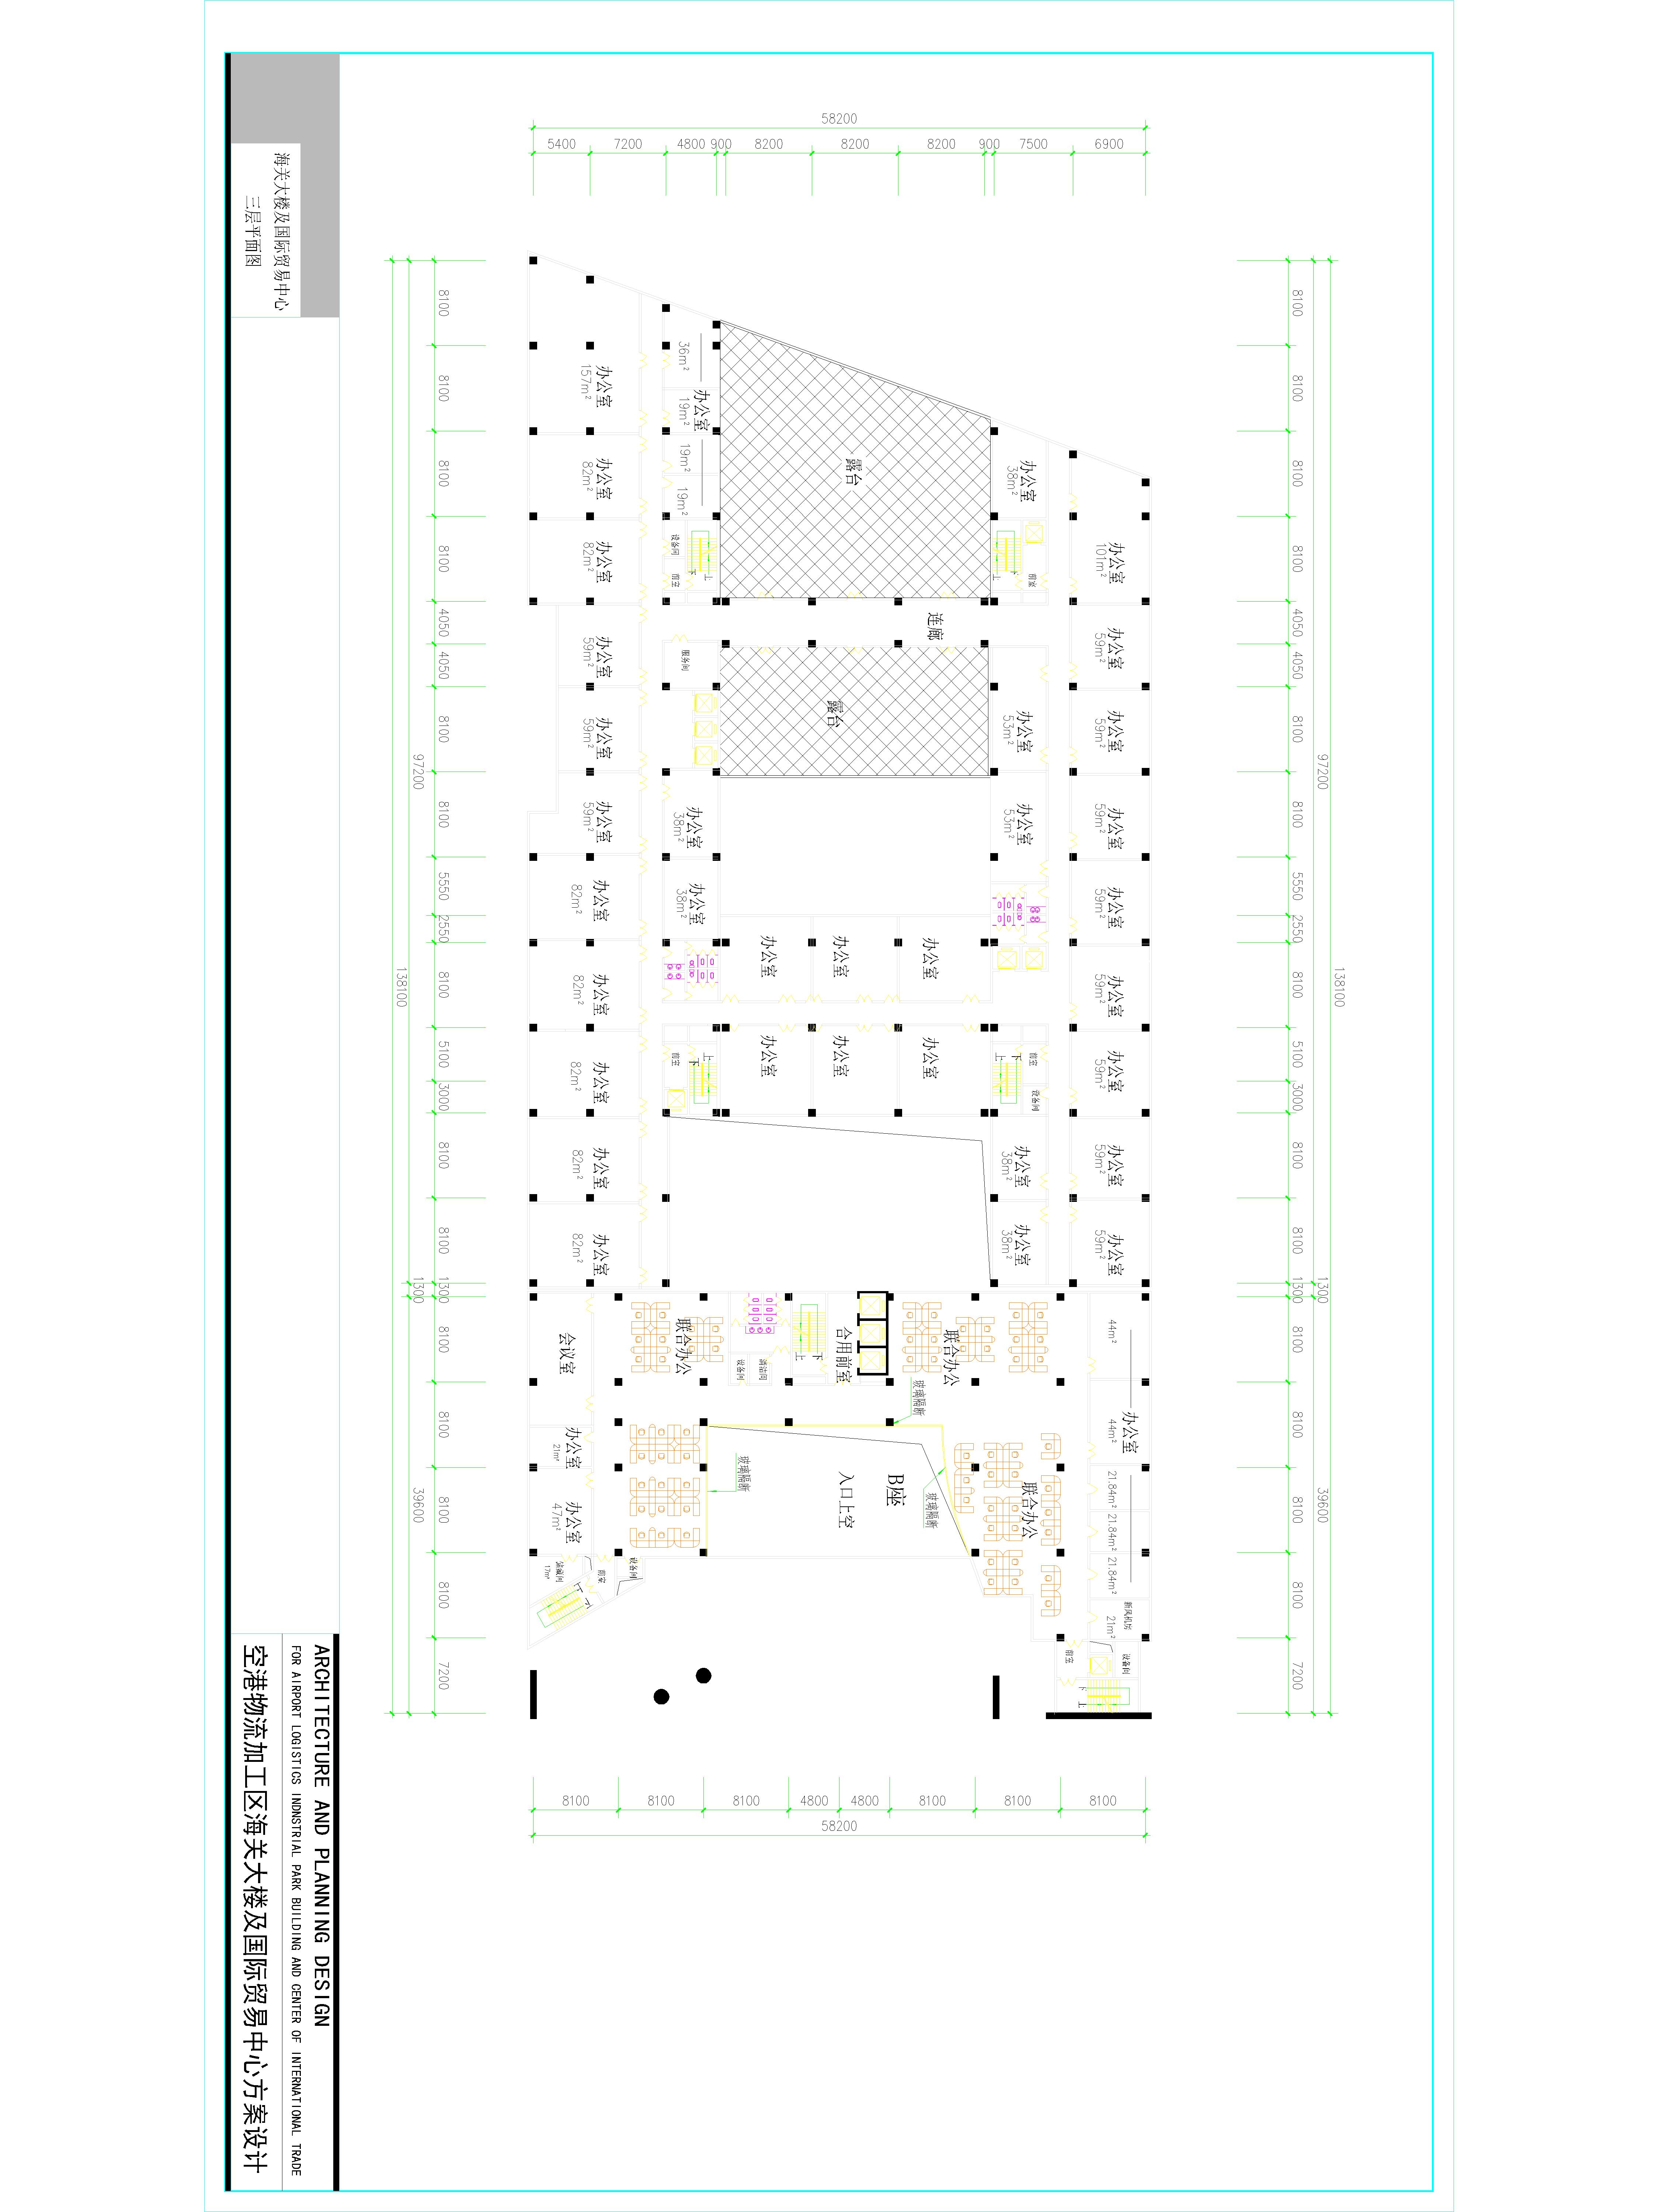 138100
97200 1300 39600
8100 8100 8100 8100 4050 4050 8100 8100 5550 2550 8100 5100 3000 8100 8100 1300 8100 8100 8100 8100 7200
58200
6900
7500
900
8200
8200
8200
900
4800
7200
5400
办公室 办公室 办公室 办公室 办公室 办公室 办公室 办公室 办公室 办公室 新风机房 设备间
101m² 59m² 59m² 59m² 59m² 59m² 59m² 59m² 59m² 44m² 44m² 21.84m² 21.84m² 21.84m² 21m²
下 上
前室
办公室 前室 办公室 办公室 前室 设备间 办公室 办公室 联合办公
38m² 下 上 53m² 53m² 下 上 38m² 38m²
连廊 办公室 办公室 联合办公 玻璃隔断
玻璃隔断
B座
露台 露台 办公室 办公室 合用前室 入口上空
下
上
办公室 办公室 清洁间
设备间 玻璃隔断
办公室 上 服务间 办公室 办公室 上 联合办公
36m² 19m² 19m² 19m² 下 38m² 38m² 下
设备间 前室 前室
设备间
办公室 办公室 办公室 办公室 办公室 办公室 办公室 办公室 办公室 办公室 办公室 前室
157m² 82m² 82m² 59m² 59m² 59m² 82m² 82m² 82m² 82m² 82m²
上 下
会议室 办公室 办公室 储藏间
21m² 47m² 17m²
8100
8100
8100
4800
4800
8100
8100
8100
58200
8100 8100 8100 8100 4050 4050 8100 8100 5550 2550 8100 5100 3000 8100 8100 1300 8100 8100 8100 8100 7200
97200 1300 39600
138100
海关大楼及国际贸易中心
三层平面图
ARCHITECTURE AND PLANNING DESIGN
FOR AIRPORT LOGISTICS INDNSTRIAL PARK BUILDING AND CENTER OF INTERNATIONAL TRADE
空港物流加工区海关大楼及国际贸易中心方案设计